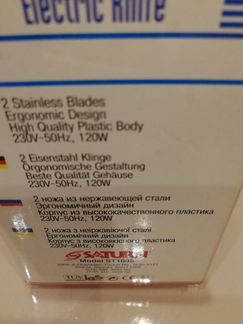 Electric Knife
2 Stainless Blades
Ergonomic Design
High Quality Plastic Body
230V~50Hz, 120W
2 Eisenstahl Klinge
Orgonomische Gestaltung
Beste Qualität Gehäuse
230V~50Hz, 120W
2 ножа из нержавеющей стали
Эргономичный дизайн
Корпус из высококачественного пластика
230V~50Hz, 120W
2 ножа з неіржавіючої сталі
Ергономічний дизайн
Корпус з високоякісного пластика
230V~50Hz, 120W
SATURN